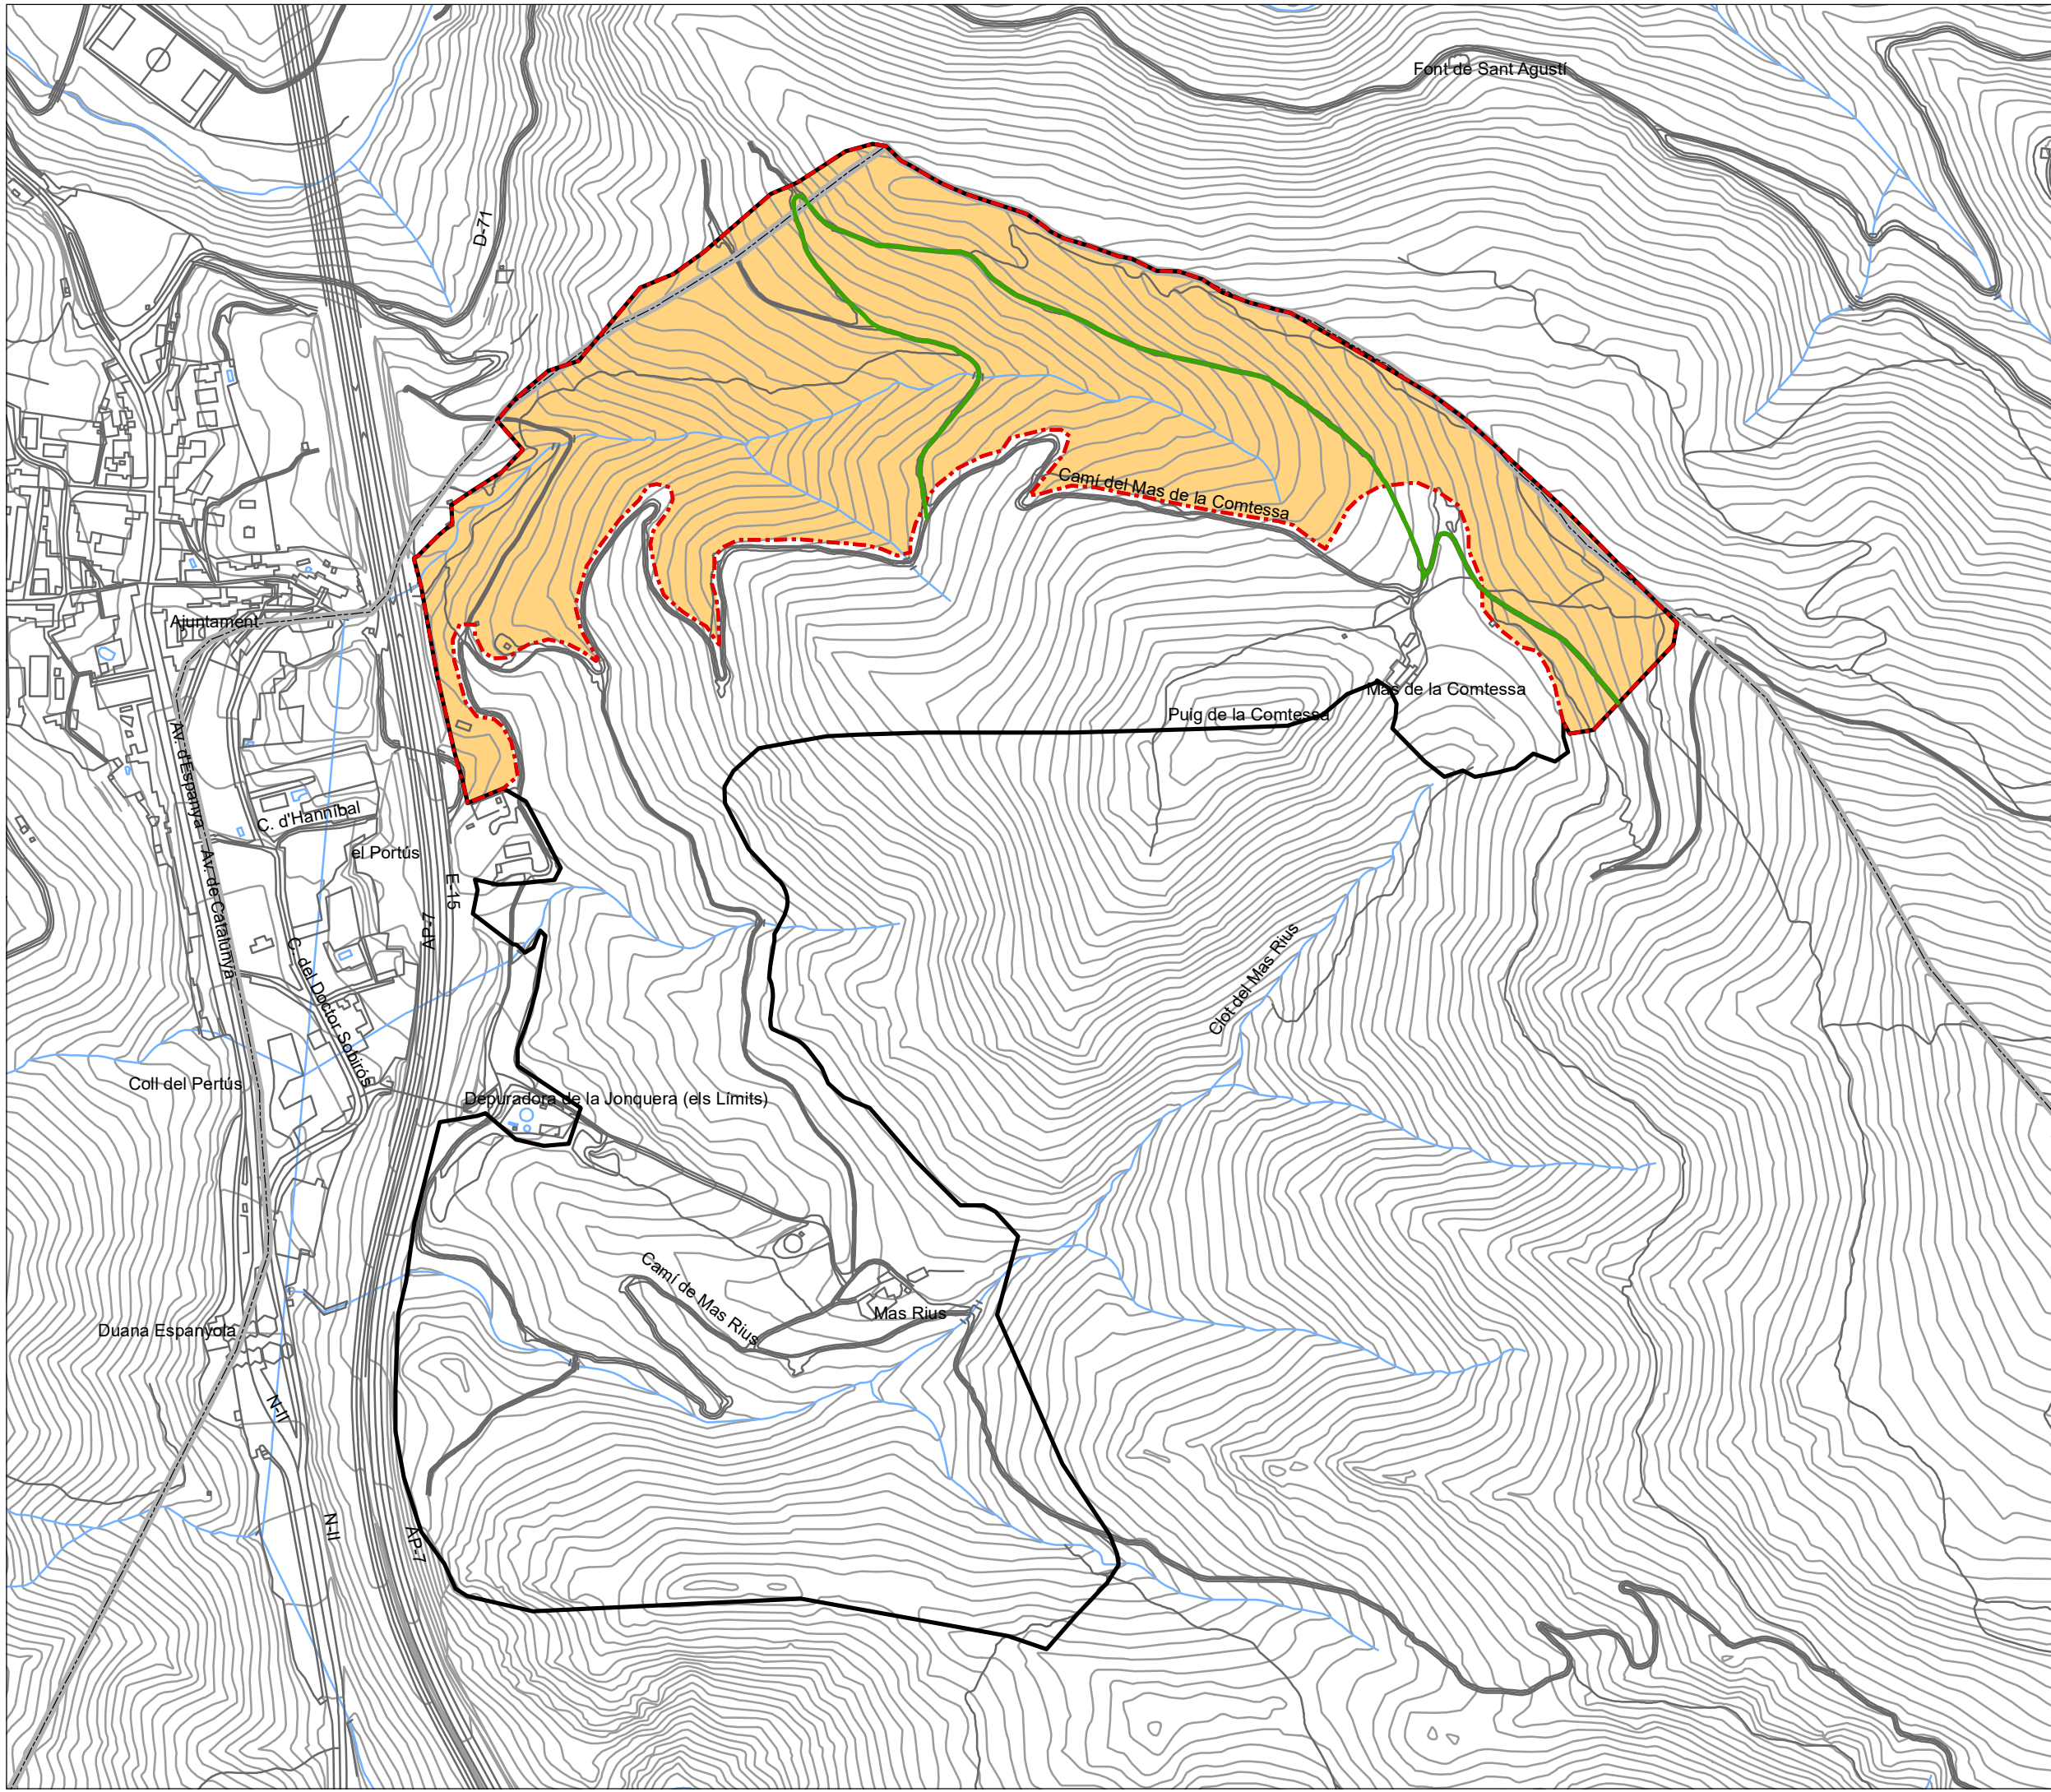 Font de Sant Agustí
D-71
Camí del Mas de la Comtessa
Ajuntament
Mas de la Comtessa
Puig de la Comtessa
Av. d'Espanya
C. d'Hanníbal
el Portús
E-15
Av. de Catalunya
AP-7
C. del Doctor Sobirós
Clot del Mas Rius
Coll del Pertús
Depuradora de la Jonquera (els Límits)
Camí de Mas Rius
Mas Rius
Duana Espanyola
N-II
N-II
AP-7